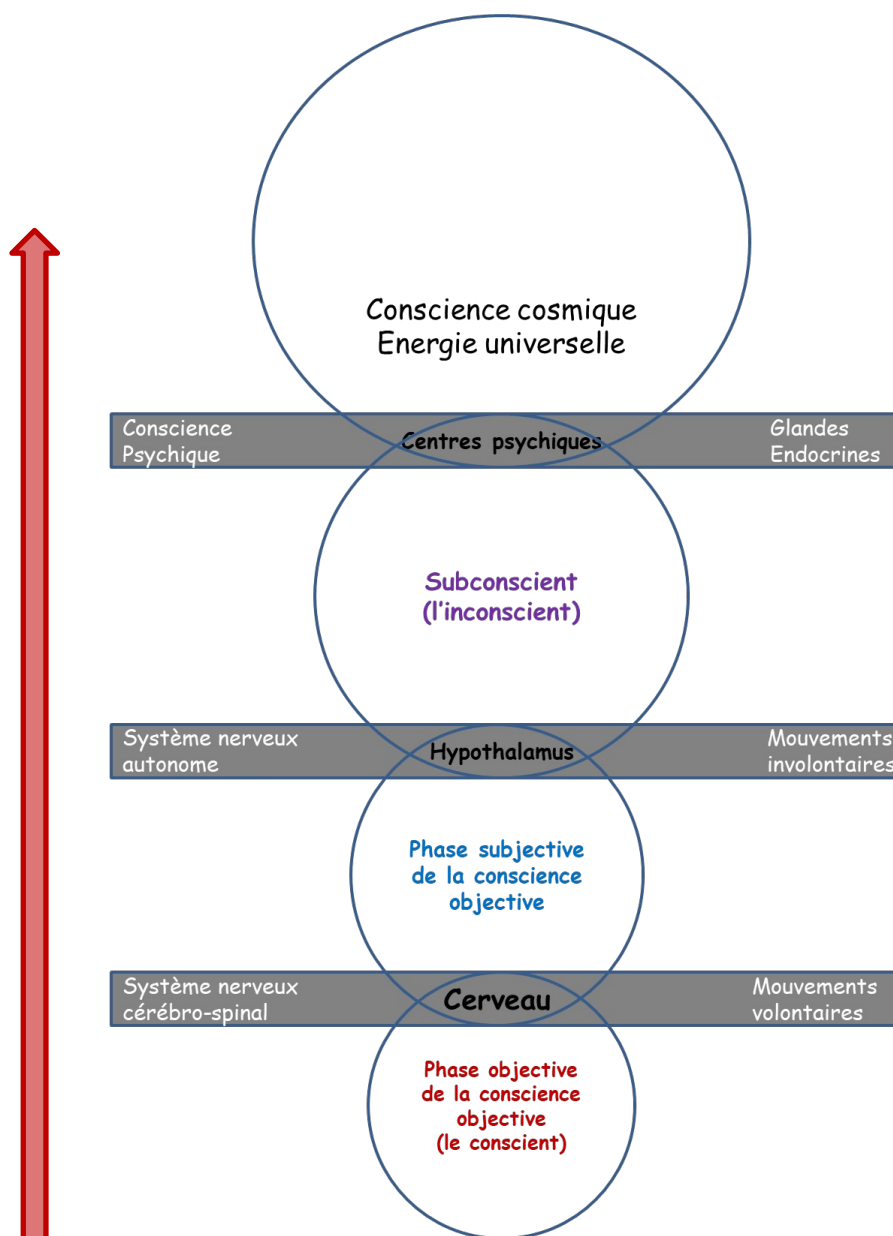 Conscience cosmique
Energie universelle
Conscience
Psychique
Centres psychiques
Glandes
Endocrines
Subconscient
(l'inconscient)
Système nerveux
autonome
Hypothalamus
Mouvements
involontaires
Phase subjective
de la conscience
objective
Système nerveux
cérébro-spinal
Cerveau
Mouvements
volontaires
Phase objective
de la conscience
objective
(le conscient)